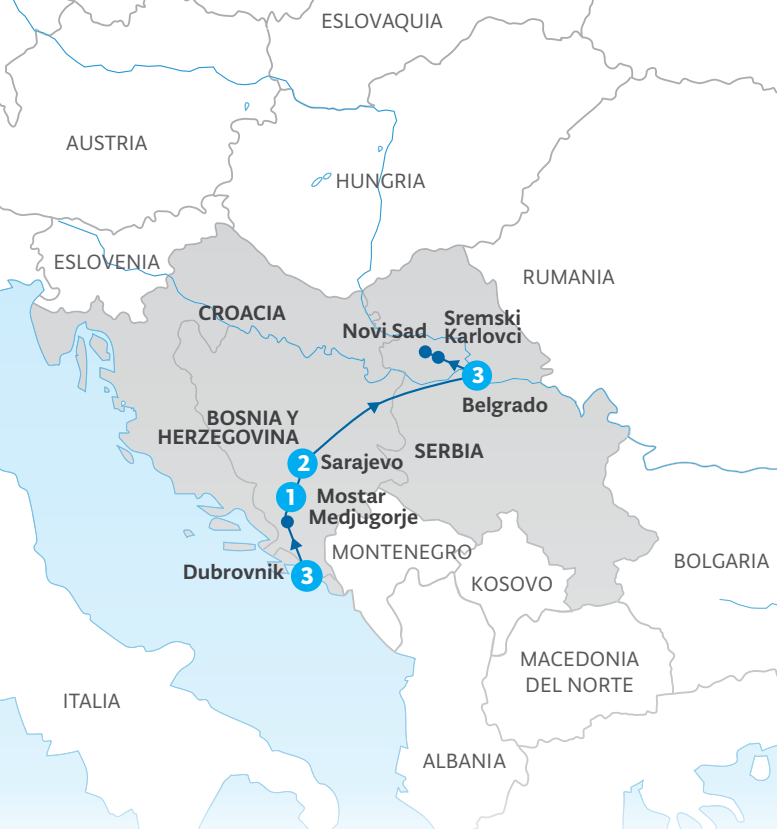 ESLOVAQUIA
AUSTRIA
HUNGRIA
ESLOVENIA
RUMANIA
CROACIA
Novi Sad
Sremski
Karlovci
3
Belgrado
BOSNIA Y
HERZEGOVINA
2 Sarajevo
SERBIA
1 Mostar
Medjugorje
MONTENEGRO
Dubrovnik 3
KOSOVO
BOLGARIA
MACEDONIA
DEL NORTE
ITALIA
ALBANIA